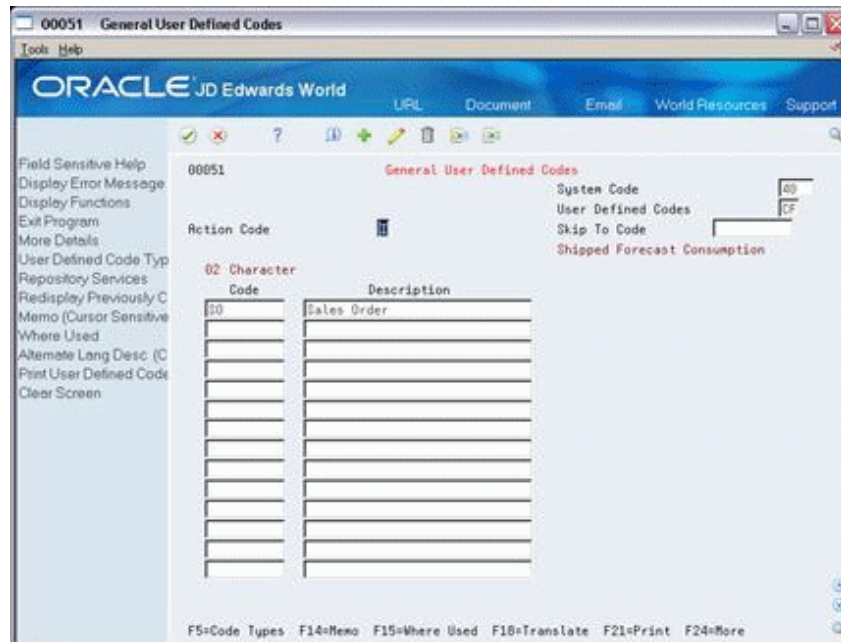 00051 General User Defined Codes
Tools Help
ORACLE JD Edwards World
URL Document Email World Resources Support
Field Sensitive Help
Display Error Message
Display Functions
Exit Program
More Details
User Defined Code Typ
Repository Services
Redisplay Previously C
Memo (Cursor Sensitive
Where Used
Alternate Lang Desc (C
Print User Defined Code
Clear Screen
00051 General User Defined Codes
System Code 40
User Defined Codes CF
Action Code I Skip To Code
Shipped Forecast Consumption
02 Character
Code Description
SO Sales Order
F5=Code Types F14=Memo F15=Where Used F18=Translate F21=Print F24=More